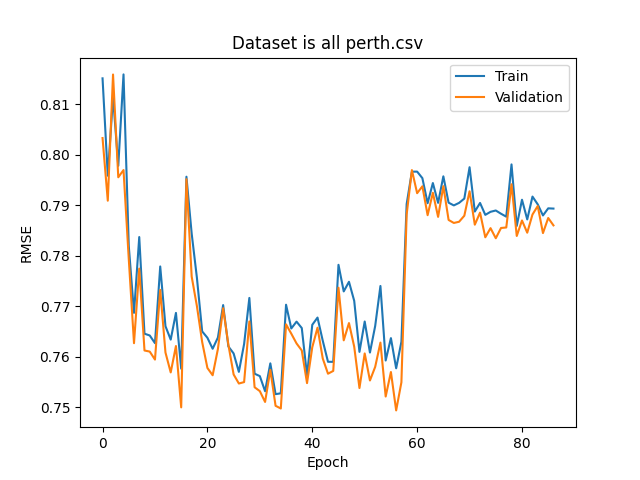 Dataset is all perth.csv
Train
Validation
0.81
0.80
0.79
0.78
0.77
0.76
0.75
RMSE
0 20 40 60 80
Epoch